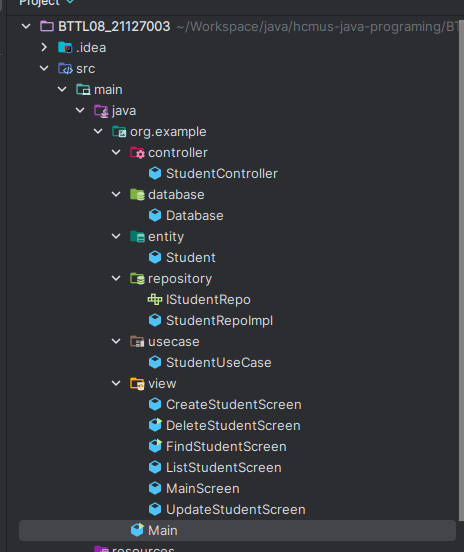 Project
BTTL08_21127003 ~/Workspace/java/hcmus-java-programing/BT
.idea
src
main
java
org.example
controller
StudentController
database
Database
entity
Student
repository
IStudentRepo
StudentRepoImpl
usecase
StudentUseCase
view
CreateStudentScreen
DeleteStudentScreen
FindStudentScreen
ListStudentScreen
MainScreen
UpdateStudentScreen
Main
resources